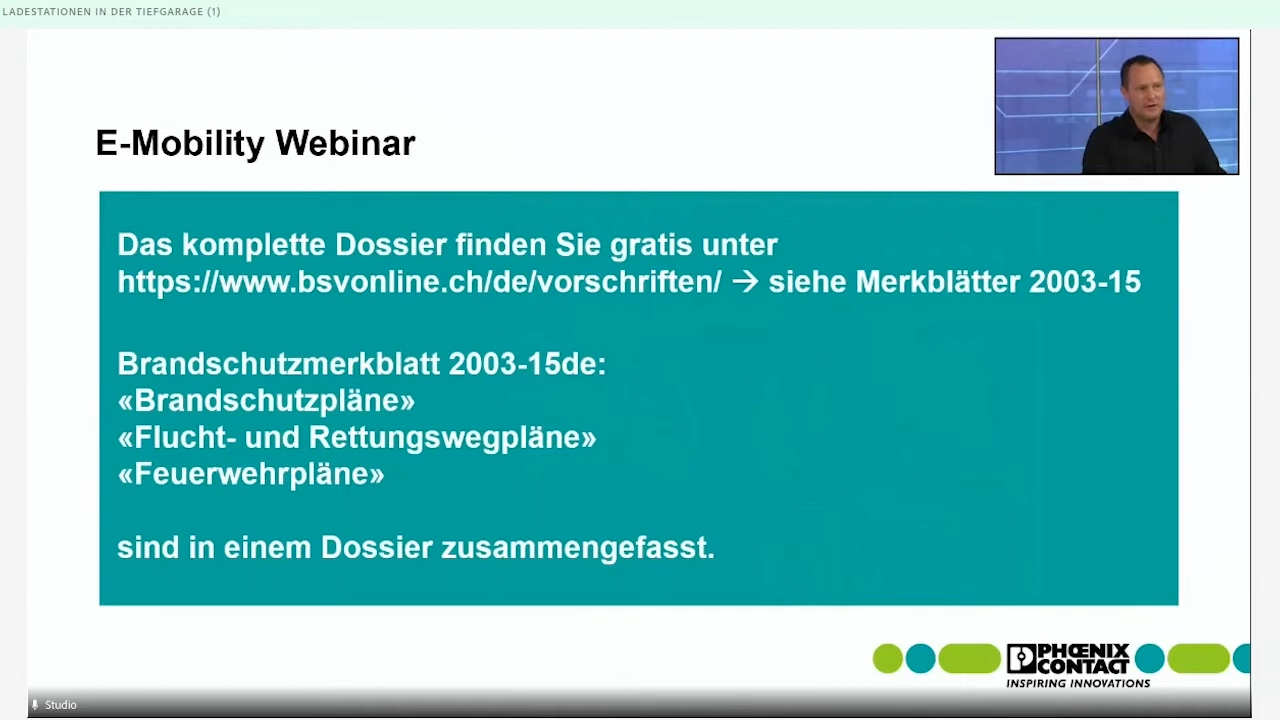 LADESTATIONEN IN DER TIEFGARAGE (1)
E-Mobility Webinar
Das komplette Dossier finden Sie gratis unter
https://www.bsvonline.ch/de/vorschriften/ → siehe Merkblätter 2003-15
Brandschutzmerkblatt 2003-15de:
«Brandschutzpläne»
«Flucht- und Rettungswegpläne»
«Feuerwehrpläne»
sind in einem Dossier zusammengefasst.
PHŒNIX
CONTACT
INSPIRING INNOVATIONS
Studio